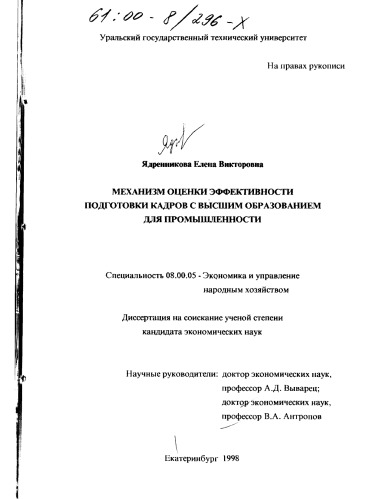 61:00-8/296-X
Уральский государственный технический университет
На правах рукописи
Ядренникова Елена Викторовна
МЕХАНИЗМ ОЦЕНКИ ЭФФЕКТИВНОСТИ
ПОДГОТОВКИ КАДРОВ С ВЫСШИМ ОБРАЗОВАНИЕМ
ДЛЯ ПРОМЫШЛЕННОСТИ
Специальность 08.00.05 - Экономика и управление
народным хозяйством
Диссертация на соискание ученой степени
кандидата экономических наук
Научные руководители: доктор экономических наук,
профессор А.Д. Выварец;
доктор экономических наук,
профессор В.А. Антропов
Екатеринбург 1998